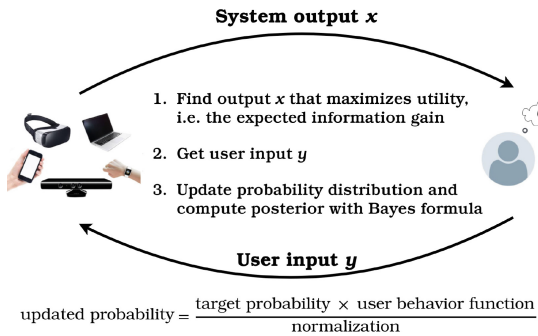 System output x
1. Find output x that maximizes utility,
i.e. the expected information gain
2. Get user input y
3. Update probability distribution and
compute posterior with Bayes formula
User input y
updated probability = target probability × user behavior function
normalization